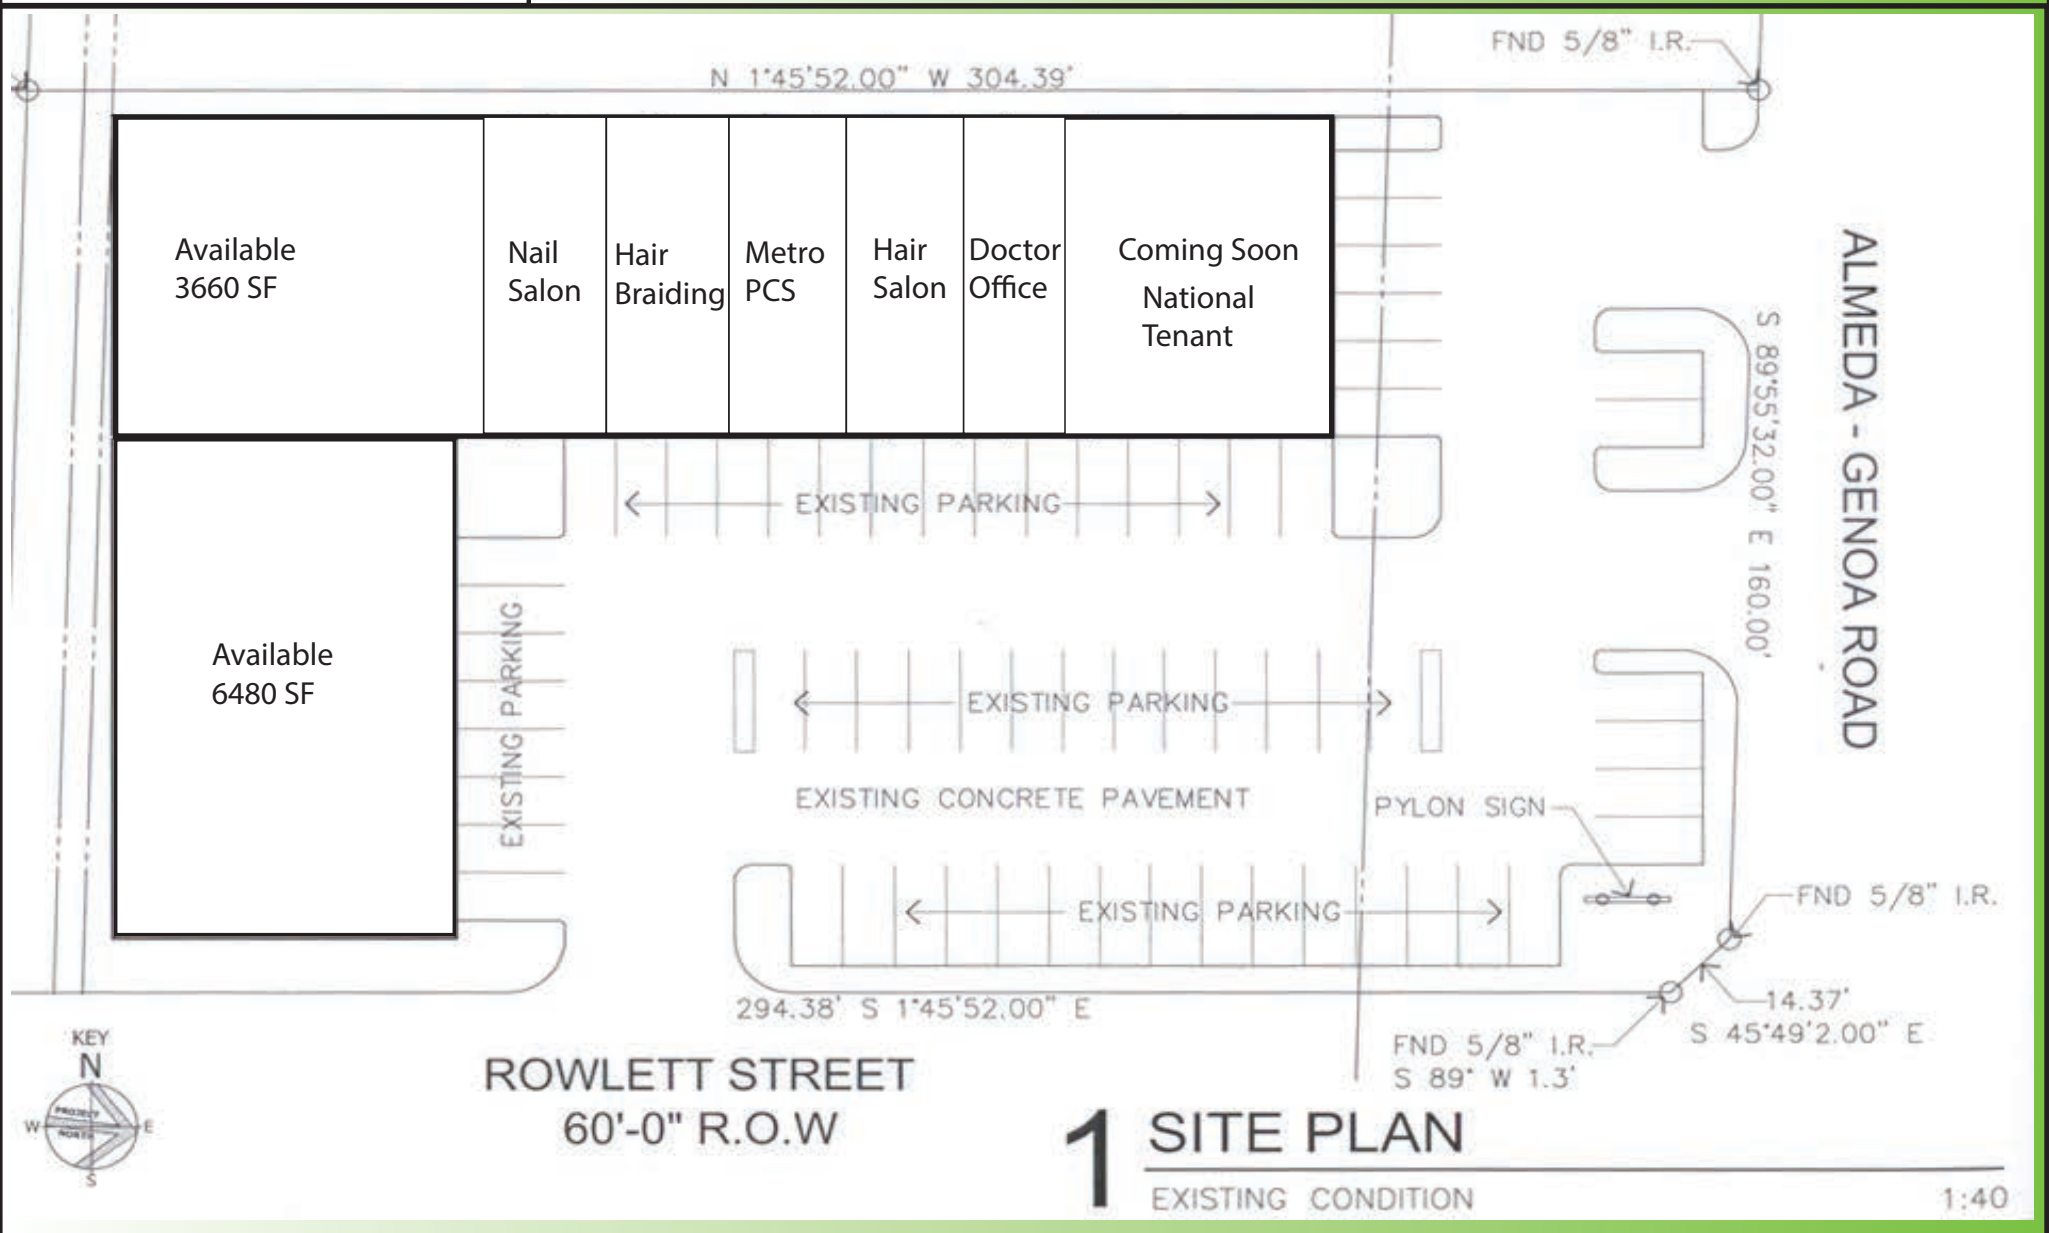 FND 5/8" I.R.
N 1°45'52.00" W 304.39'
Available
3660 SF
Nail
Salon
Hair
Braiding
Metro
PCS
Hair
Salon
Doctor
Office
Coming Soon
National
Tenant
ALMEDA - GENOA ROAD
S 89°55'32.00" E 160.00'
EXISTING PARKING
Available
6480 SF
EXISTING PARKING
EXISTING PARKING
EXISTING CONCRETE PAVEMENT
PYLON SIGN
EXISTING PARKING
FND 5/8" I.R.
294.38' S 1°45'52.00" E
14.37'
S 45°49'2.00" E
FND 5/8" I.R.
S 89° W 1.3'
KEY
N
W
PROJECT
NORTH
E
S
ROWLETT STREET
60'-0" R.O.W
1 SITE PLAN
EXISTING CONDITION
1:40